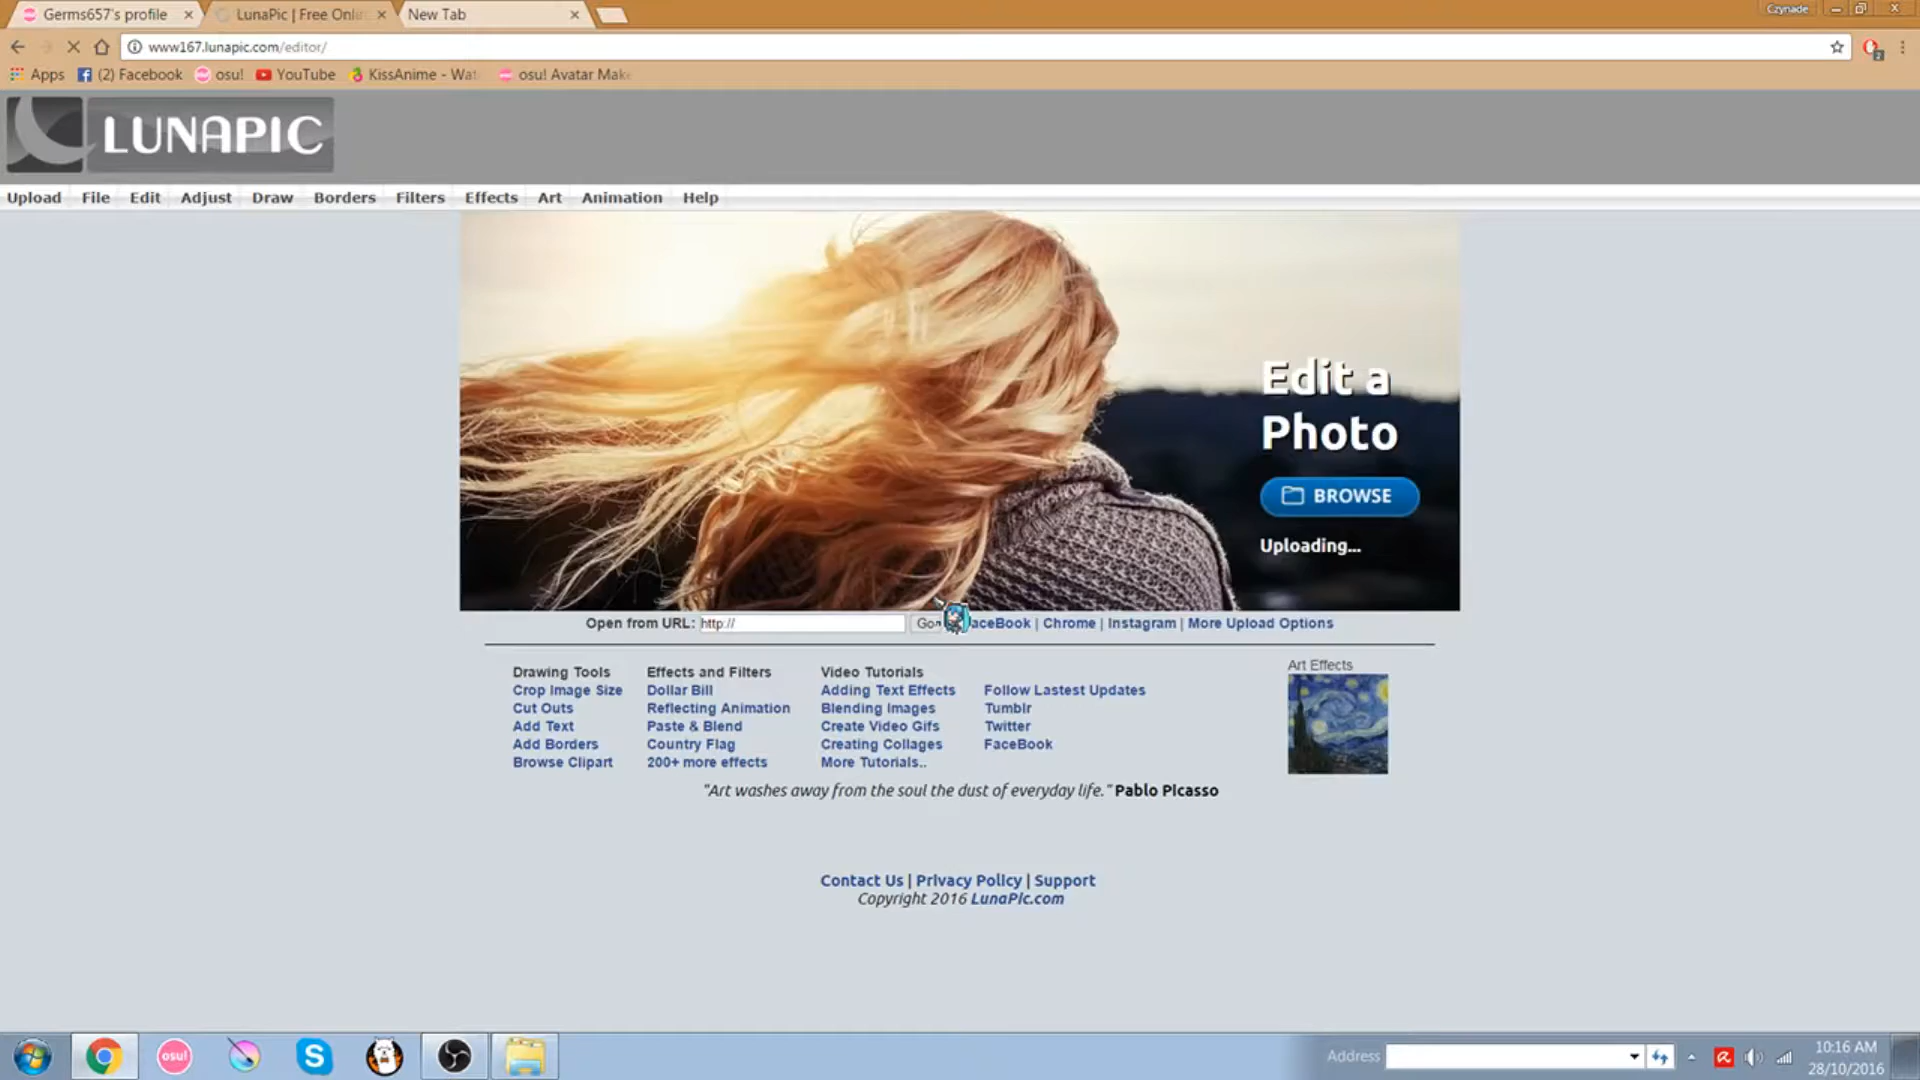 Germs657's profile
LunaPic | Free Onlin
New Tab
Czynade
www167.lunapic.com/editor/
Apps
(2) Facebook
osu!
YouTube
KissAnime - Wat
osu! Avatar Make
LUNAPIC
Upload File Edit Adjust Draw Borders Filters Effects Art Animation Help
Edit a
Photo
BROWSE
Uploading...
Open from URL: http:// Go aceBook | Chrome | Instagram | More Upload Options
Drawing Tools
Crop Image Size
Cut Outs
Add Text
Add Borders
Browse Clipart
Effects and Filters
Dollar Bill
Reflecting Animation
Paste & Blend
Country Flag
200+ more effects
Video Tutorials
Adding Text Effects
Blending Images
Create Video Gifs
Creating Collages
More Tutorials..
Follow Lastest Updates
Tumblr
Twitter
FaceBook
Art Effects
"Art washes away from the soul the dust of everyday life." Pablo Picasso
Contact Us | Privacy Policy | Support
Copyright 2016 LunaPic.com
osu!
Address
10:16 AM
28/10/2016